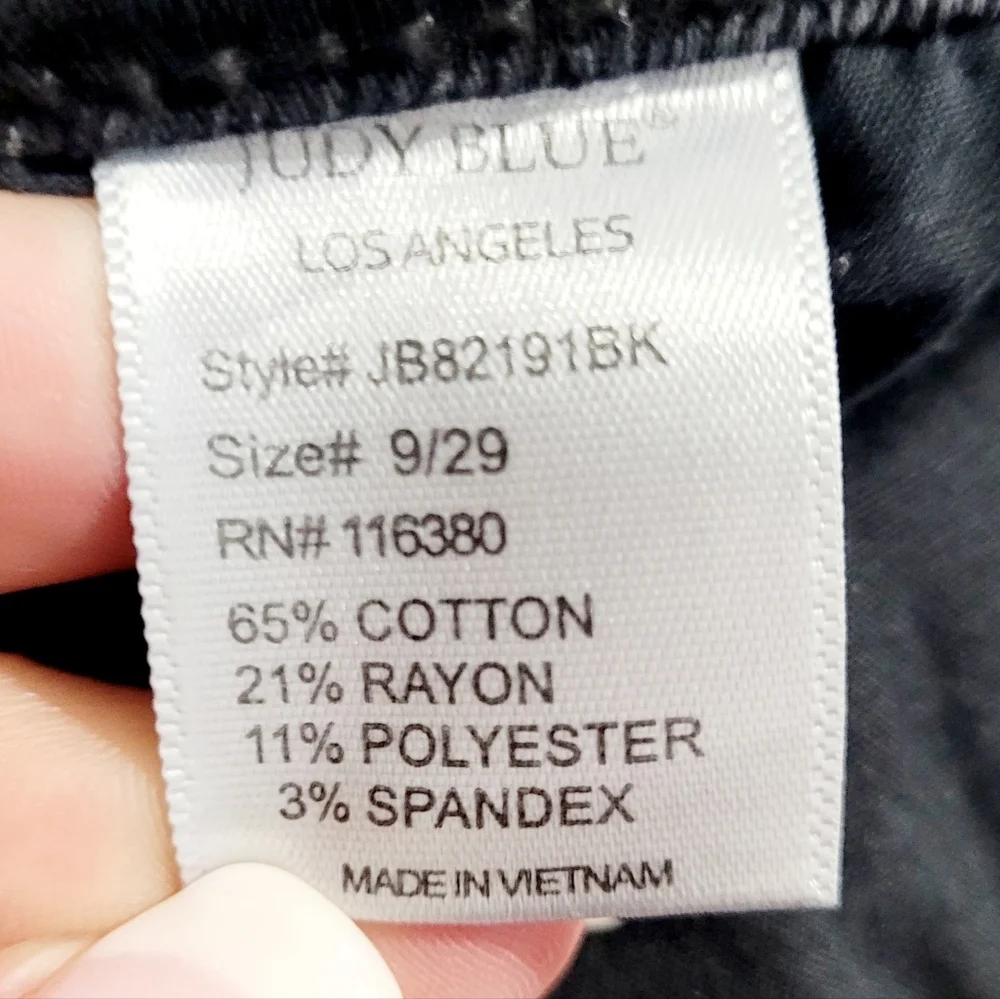 JUDY BLUE®
LOS ANGELES
Style# JB82191BK
Size# 9/29
RN# 116380
65% COTTON
21% RAYON
11% POLYESTER
3% SPANDEX
MADE IN VIETNAM